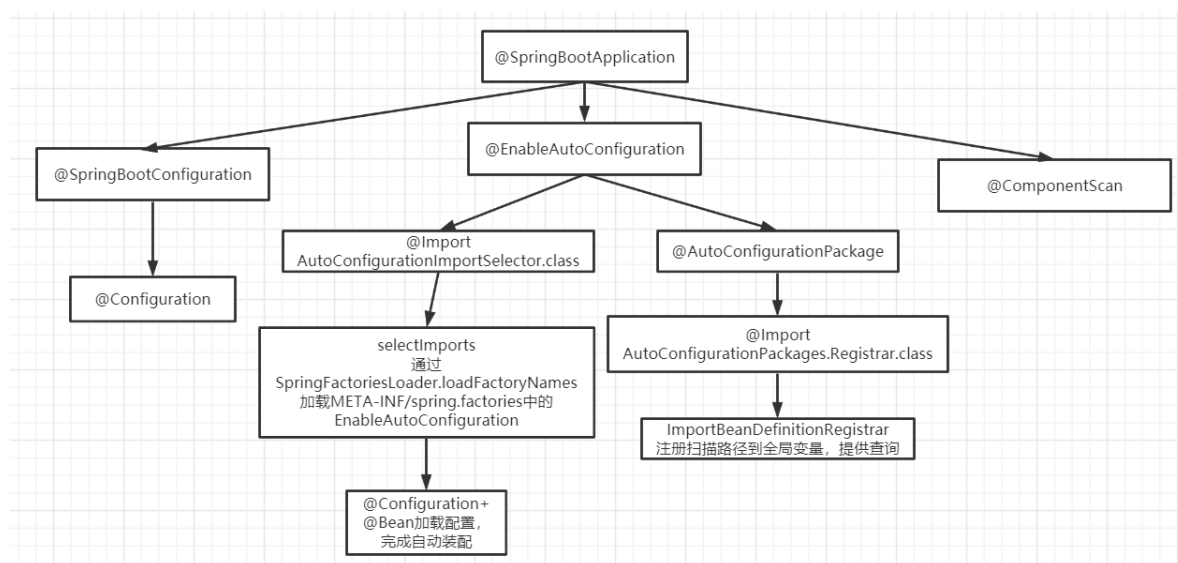 @SpringBootApplication
@EnableAutoConfiguration
@SpringBootConfiguration
@ComponentScan
@Import
AutoConfigurationImportSelector.class
@AutoConfigurationPackage
@Configuration
selectImports
通过
SpringFactoriesLoader.loadFactoryNames
加载META-INF/spring.factories中的
EnableAutoConfiguration
@Import
AutoConfigurationPackages.Registrar.class
ImportBeanDefinitionRegistrar
注册扫描路径到全局变量，提供查询
@Configuration+
@Bean加载配置，
完成自动装配